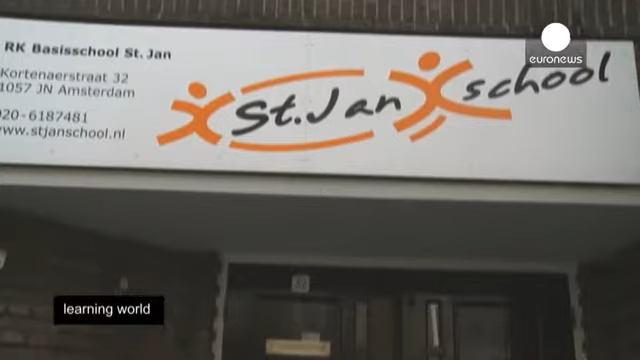 RK Basisschool St. Jan
Kortenaerstraat 32
1057 JN Amsterdam
020-6187481
www.stjanschool.nl
St. Jan school
euronews
32
learning world